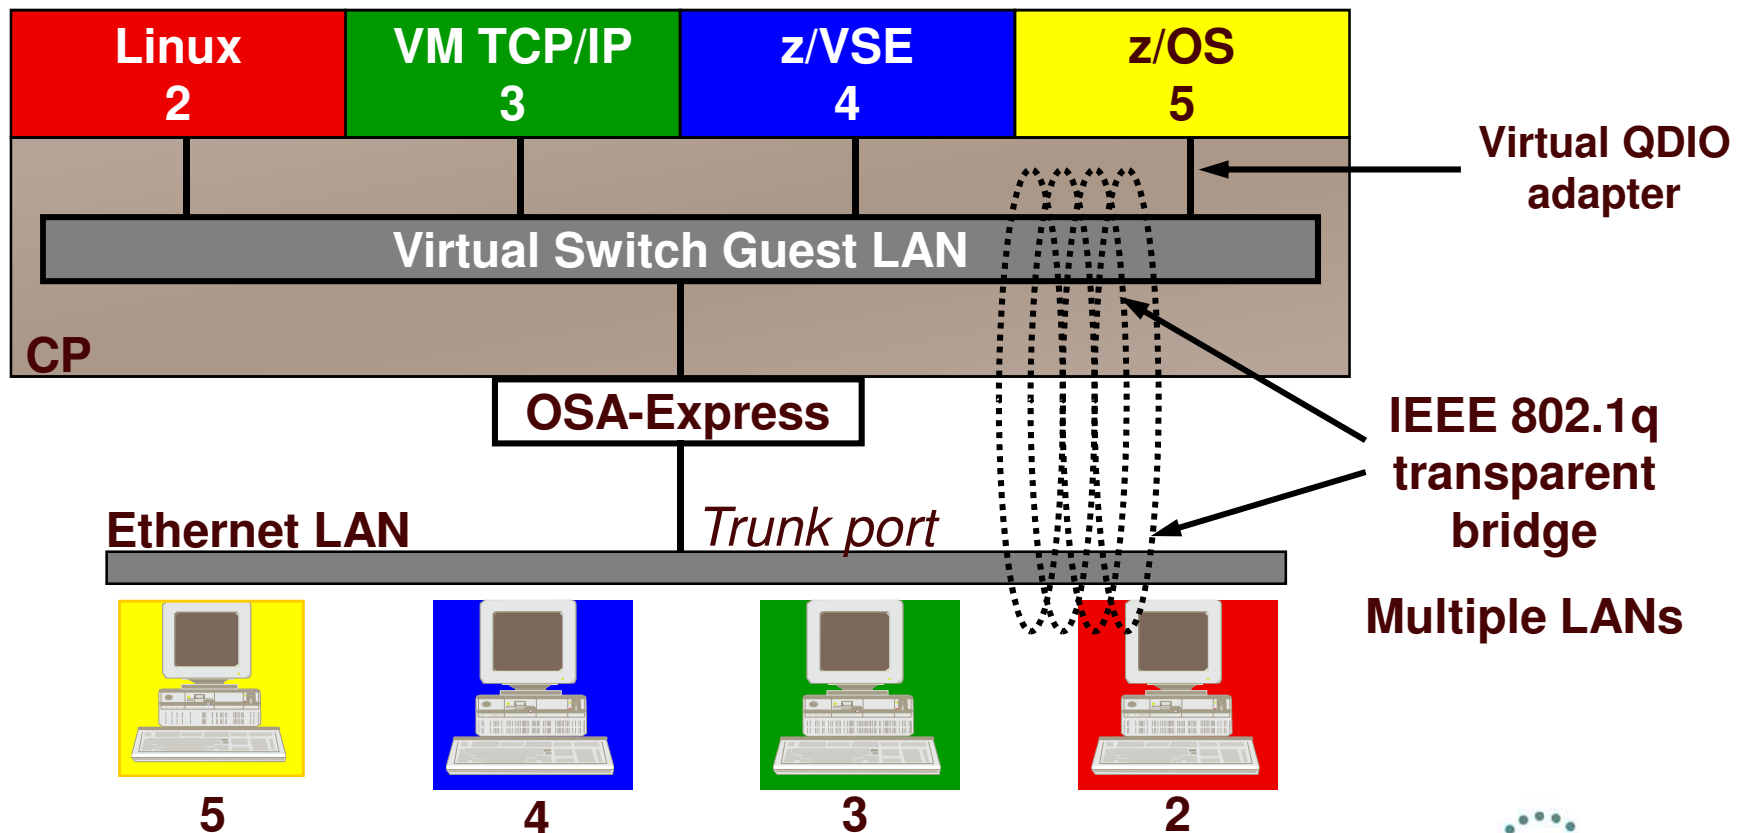 Linux
2
VM TCP/IP
3
z/VSE
4
z/OS
5
Virtual QDIO
adapter
Virtual Switch Guest LAN
CP
OSA-Express
IEEE 802.1q
transparent
bridge
Ethernet LAN
Trunk port
Multiple LANs
5
4
3
2